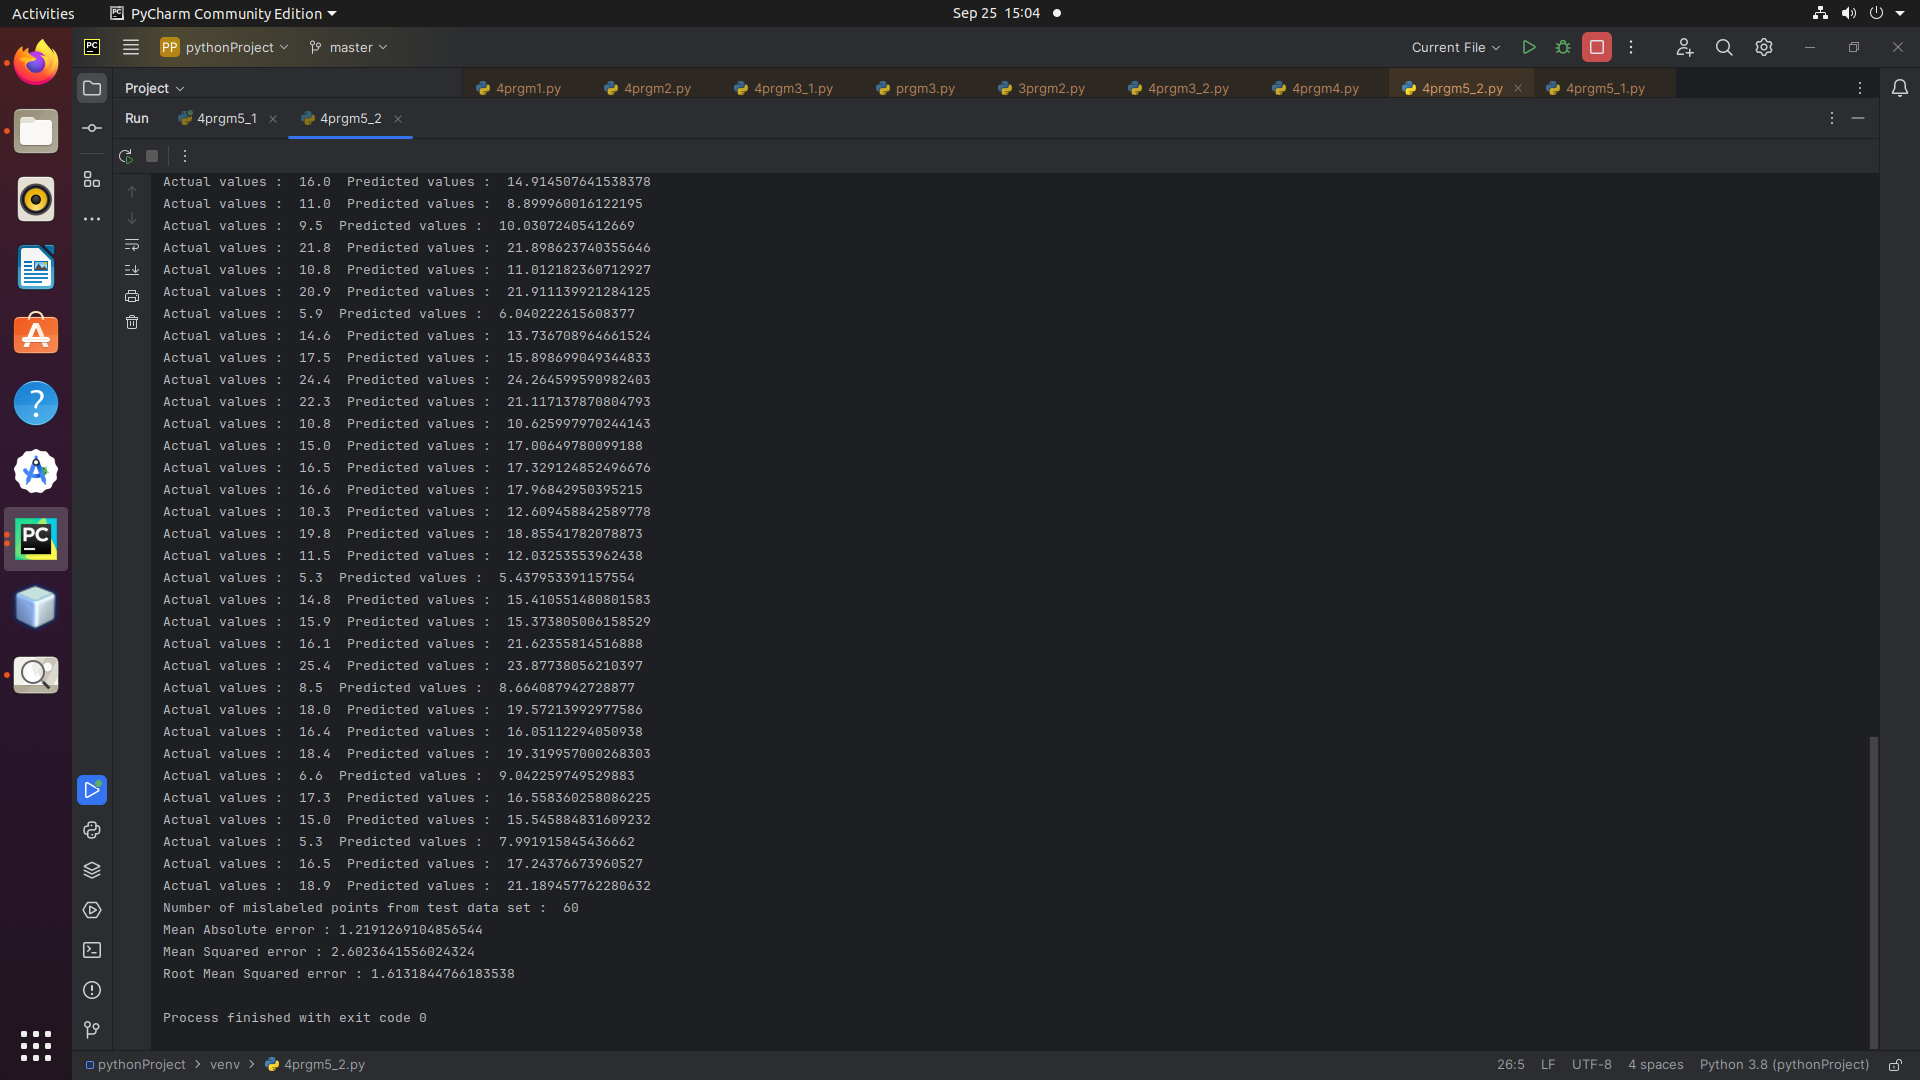 Activities PyCharm Community Edition Sep 25 15:04
PC PP pythonProject master Current File
Project 4prgm1.py 4prgm2.py 4prgm3_1.py prgm3.py 3prgm2.py 4prgm3_2.py 4prgm4.py 4prgm5_2.py 4prgm5_1.py
Run 4prgm5_1 4prgm5_2
Actual values :  16.0  Predicted values :  14.914507641538378
Actual values :  11.0  Predicted values :  8.899960016122195
Actual values :  9.5  Predicted values :  10.03072405412669
Actual values :  21.8  Predicted values :  21.898623740355646
Actual values :  10.8  Predicted values :  11.012182360712927
Actual values :  20.9  Predicted values :  21.911139921284125
Actual values :  5.9  Predicted values :  6.040222615608377
Actual values :  14.6  Predicted values :  13.736708964661524
Actual values :  17.5  Predicted values :  15.898699049344833
Actual values :  24.4  Predicted values :  24.264599590982403
Actual values :  22.3  Predicted values :  21.117137870804793
Actual values :  10.8  Predicted values :  10.625997970244143
Actual values :  15.0  Predicted values :  17.00649780099188
Actual values :  16.5  Predicted values :  17.329124852496676
Actual values :  16.6  Predicted values :  17.96842950395215
Actual values :  10.3  Predicted values :  12.609458842589778
Actual values :  19.8  Predicted values :  18.85541782078873
Actual values :  11.5  Predicted values :  12.03253553962438
Actual values :  5.3  Predicted values :  5.437953391157554
Actual values :  14.8  Predicted values :  15.410551480801583
Actual values :  15.9  Predicted values :  15.373805006158529
Actual values :  16.1  Predicted values :  21.62355814516888
Actual values :  25.4  Predicted values :  23.87738056210397
Actual values :  8.5  Predicted values :  8.664087942728877
Actual values :  18.0  Predicted values :  19.57213992977586
Actual values :  16.4  Predicted values :  16.05112294050938
Actual values :  18.4  Predicted values :  19.319957000268303
Actual values :  6.6  Predicted values :  9.042259749529883
Actual values :  17.3  Predicted values :  16.558360258086225
Actual values :  15.0  Predicted values :  15.545884831609232
Actual values :  5.3  Predicted values :  7.991915845436662
Actual values :  16.5  Predicted values :  17.24376673960527
Actual values :  18.9  Predicted values :  21.189457762280632
Number of mislabeled points from test data set :  60
Mean Absolute error : 1.2191269104856544
Mean Squared error : 2.6023641556024324
Root Mean Squared error : 1.6131844766183538
Process finished with exit code 0
pythonProject > venv > 4prgm5_2.py 26:5 LF UTF-8 4 spaces Python 3.8 (pythonProject)